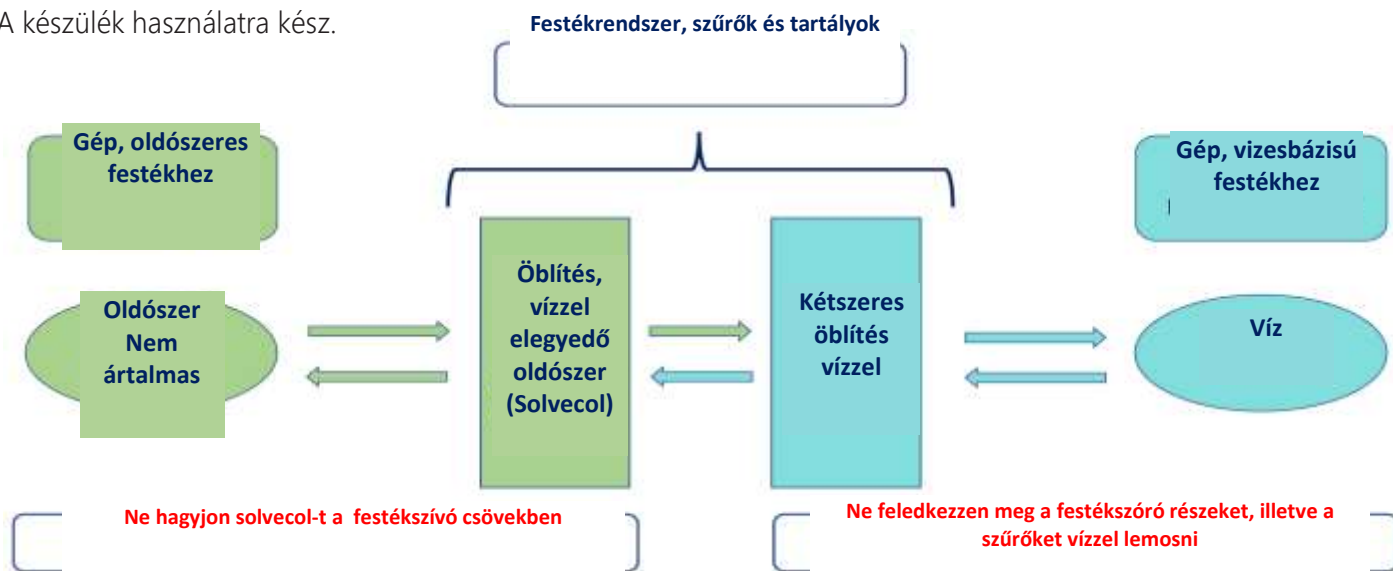 A készülék használatra kész.
Festékrendszer, szűrők és tartályok
Gép, oldószeres
festékhez
Gép, vizesbázisú
festékhez
Oldószer
Nem
ártalmas
Öblítés,
vízzel
elegyedő
oldószer
(Solvecol)
Kétszeres
öblítés
vízzel
Víz
Ne hagyjon solvecol-t a festékszívó csövekben
Ne feledkezzen meg a festékszóró részeket, illetve a
szűrőket vízzel lemosni